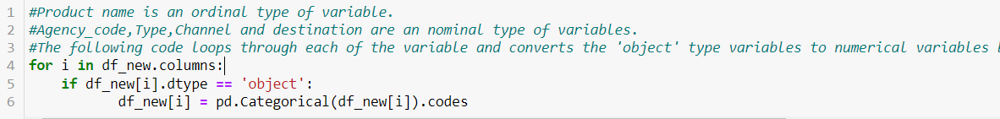 1 #Product name is an ordinal type of variable.
2 #Agency_code,Type,Channel and destination are an nominal type of variables.
3 #The following code loops through each of the variable and converts the 'object' type variables to numerical variables
4 for i in df_new.columns:
5 if df_new[i].dtype == 'object':
6 df_new[i] = pd.Categorical(df_new[i]).codes